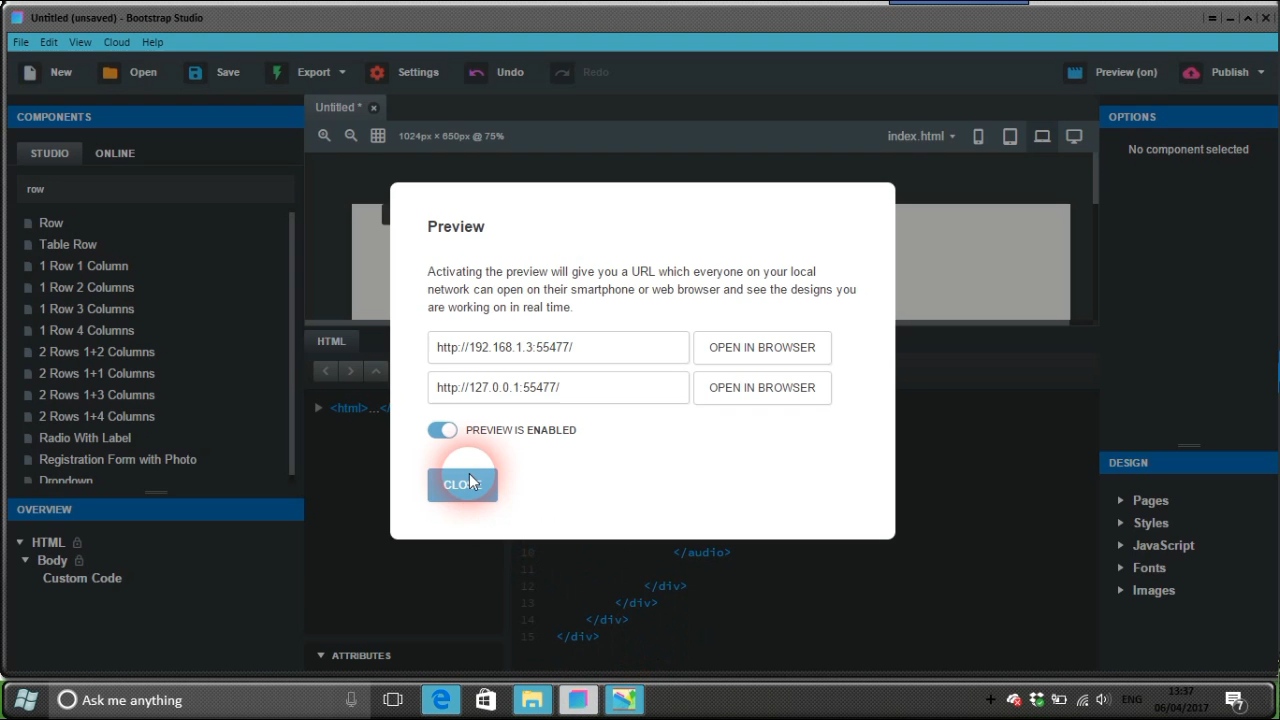 Untitled (unsaved) - Bootstrap Studio
File Edit View Cloud Help
New Open Save Export Settings Undo Redo Preview (on) Publish
COMPONENTS
STUDIO ONLINE
row
Row
Table Row
1 Row 1 Column
1 Row 2 Columns
1 Row 3 Columns
1 Row 4 Columns
2 Rows 1+2 Columns
2 Rows 1+1 Columns
2 Rows 1+3 Columns
2 Rows 1+4 Columns
Radio With Label
Registration Form with Photo
Dropdown
OVERVIEW
HTML
Body
Custom Code
Untitled *
1024px × 650px @ 75%
index.html
Preview
Activating the preview will give you a URL which everyone on your local
network can open on their smartphone or web browser and see the designs you
are working on in real time.
http://192.168.1.3:55477/ OPEN IN BROWSER
http://127.0.0.1:55477/ OPEN IN BROWSER
PREVIEW IS ENABLED
CLOSE
HTML
<html>...</
10 </audio>
11
12 </div>
13 </div>
14 </div>
15 </div>
ATTRIBUTES
OPTIONS
No component selected
DESIGN
Pages
Styles
JavaScript
Fonts
Images
Ask me anything
ENG
13:37
06/04/2017
7